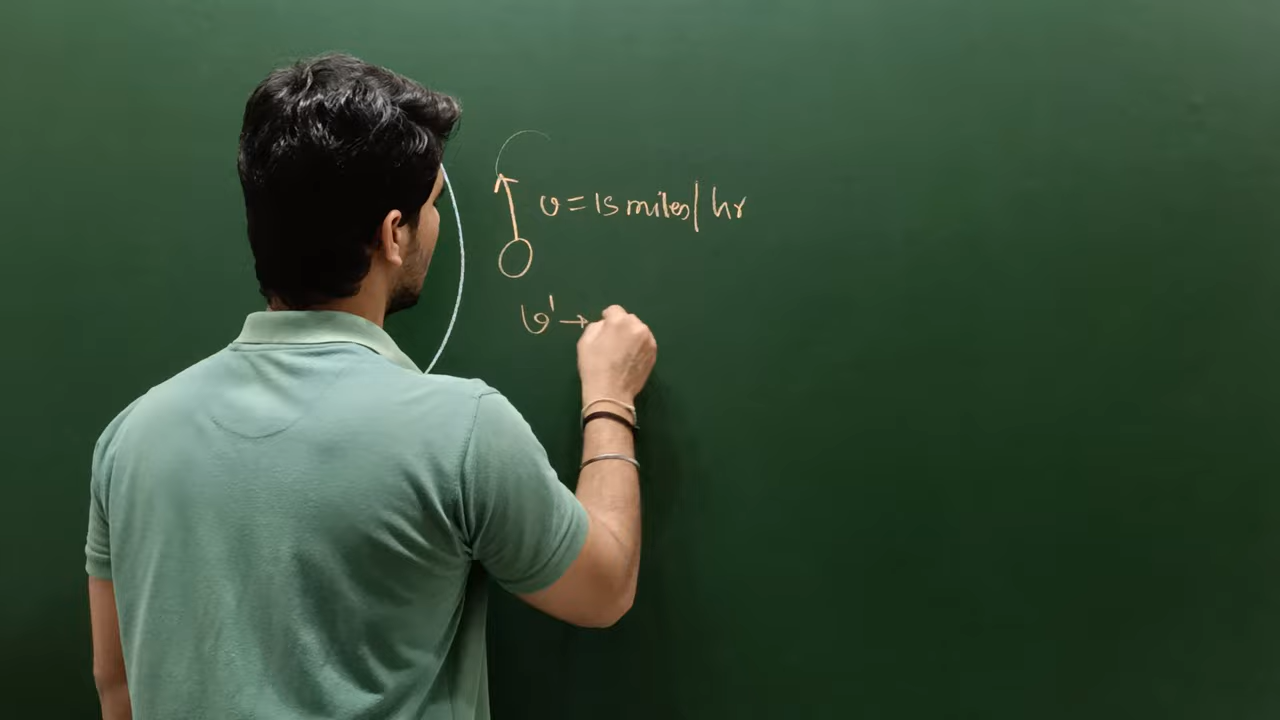 v = 15 miles/hr
v' →